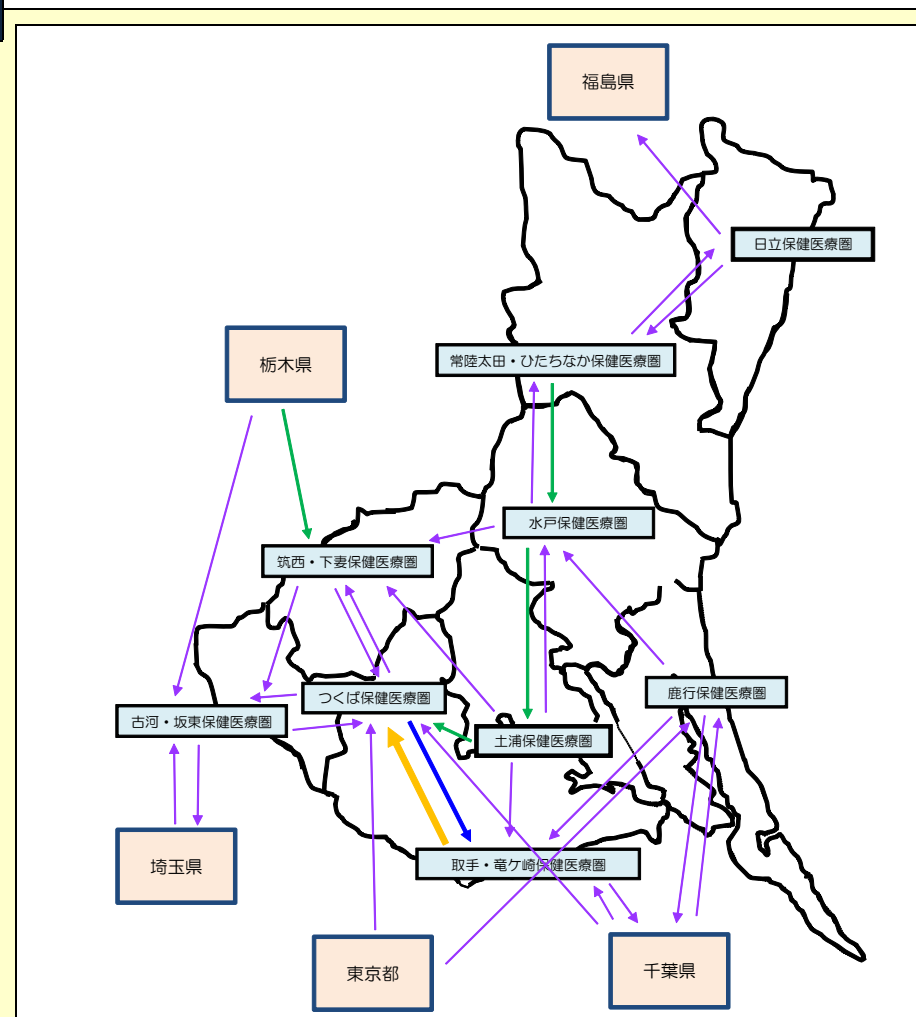 福島県
日立保健医療圏
常陸太田・ひたちなか保健医療圏
栃木県
水戸保健医療圏
筑西・下妻保健医療圏
つくば保健医療圏
鹿行保健医療圏
古河・坂東保健医療圏
土浦保健医療圏
取手・竜ケ崎保健医療圏
埼玉県
東京都
千葉県